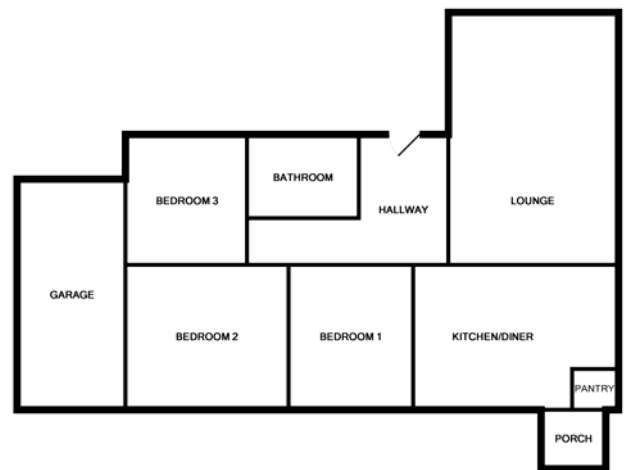 BATHROOM
BEDROOM 3
LOUNGE
HALLWAY
GARAGE
BEDROOM 2
BEDROOM 1
KITCHEN/DINER
PANTRY
PORCH